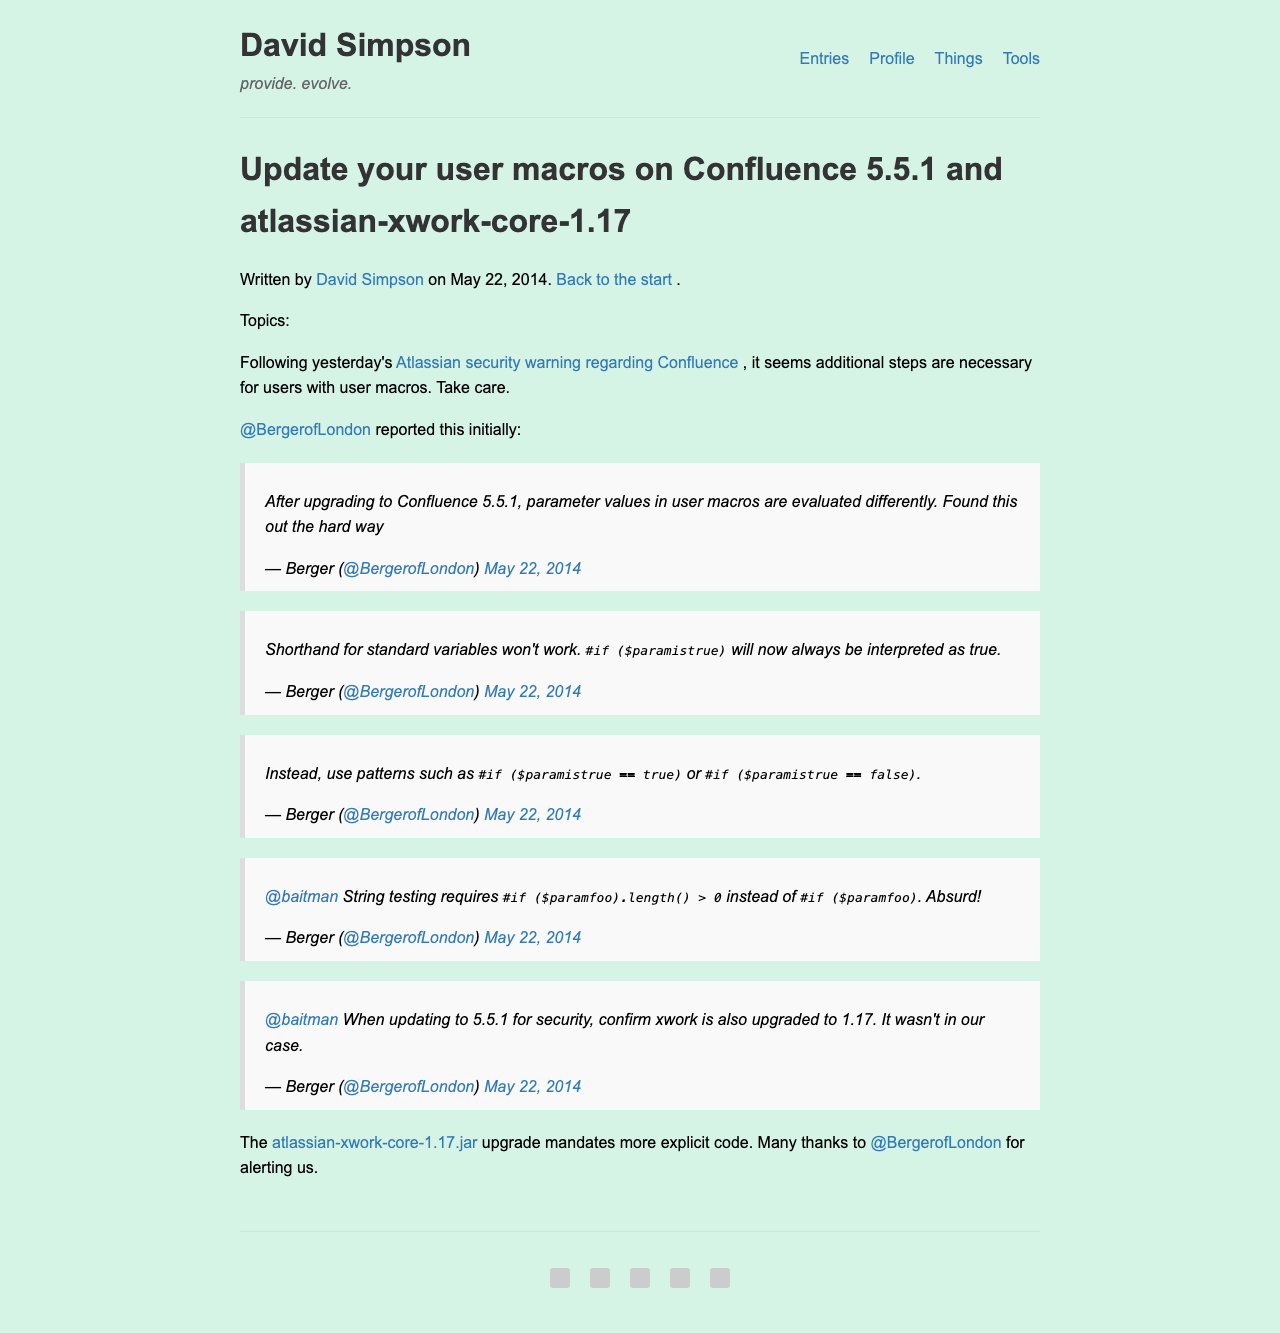 David Simpson
provide. evolve.
Entries Profile Things Tools
Update your user macros on Confluence 5.5.1 and
atlassian-xwork-core-1.17
Written by David Simpson on May 22, 2014. Back to the start .
Topics:
Following yesterday's Atlassian security warning regarding Confluence , it seems additional steps are necessary
for users with user macros. Take care.
@BergerofLondon reported this initially:
After upgrading to Confluence 5.5.1, parameter values in user macros are evaluated differently. Found this
out the hard way
— Berger (@BergerofLondon) May 22, 2014
Shorthand for standard variables won't work. #if ($paramistrue) will now always be interpreted as true.
— Berger (@BergerofLondon) May 22, 2014
Instead, use patterns such as #if ($paramistrue == true) or #if ($paramistrue == false).
— Berger (@BergerofLondon) May 22, 2014
@baitman String testing requires #if ($paramfoo).length() > 0 instead of #if ($paramfoo). Absurd!
— Berger (@BergerofLondon) May 22, 2014
@baitman When updating to 5.5.1 for security, confirm xwork is also upgraded to 1.17. It wasn't in our
case.
— Berger (@BergerofLondon) May 22, 2014
The atlassian-xwork-core-1.17.jar upgrade mandates more explicit code. Many thanks to @BergerofLondon for
alerting us.